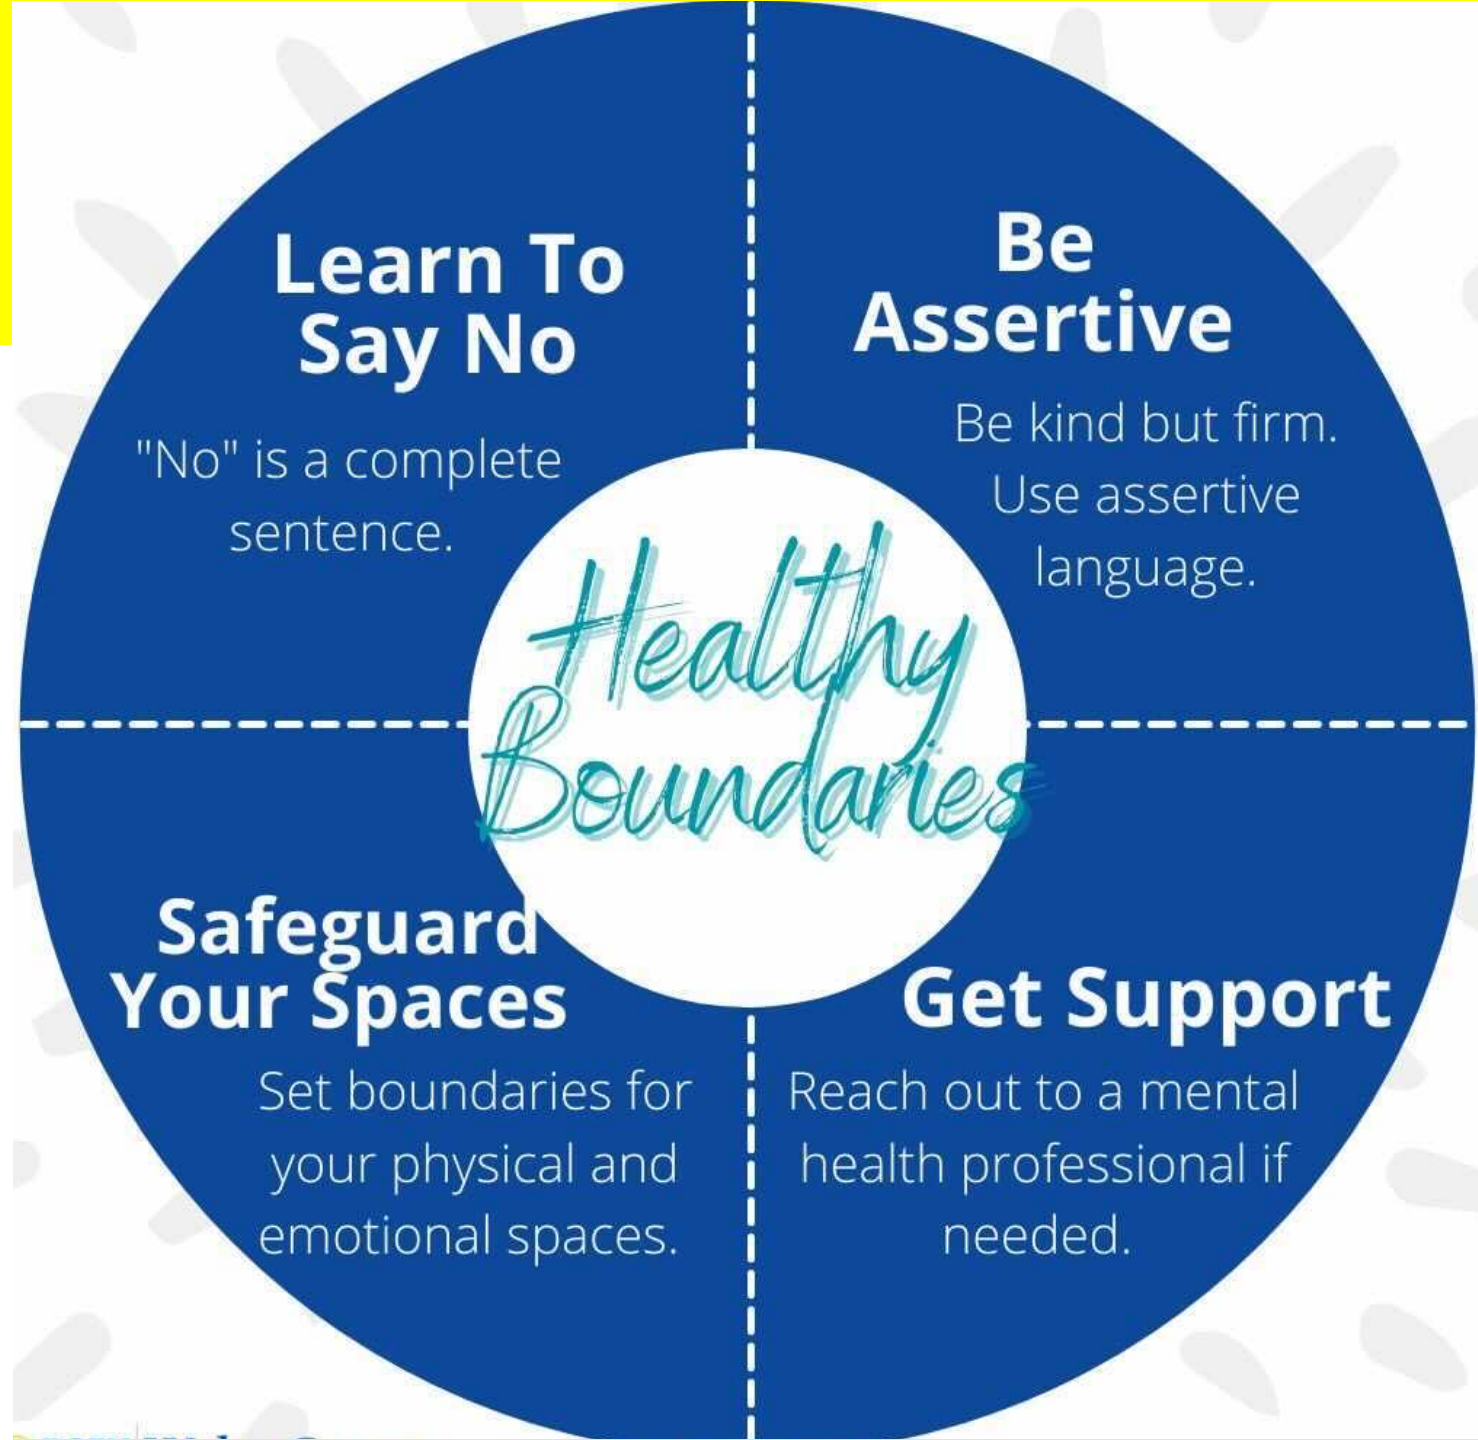 Learn To
Say No
"No" is a complete
sentence.
Be
Assertive
Be kind but firm.
Use assertive
language.
Healthy
Boundaries
Safeguard
Your Spaces
Set boundaries for
your physical and
emotional spaces.
Get Support
Reach out to a mental
health professional if
needed.